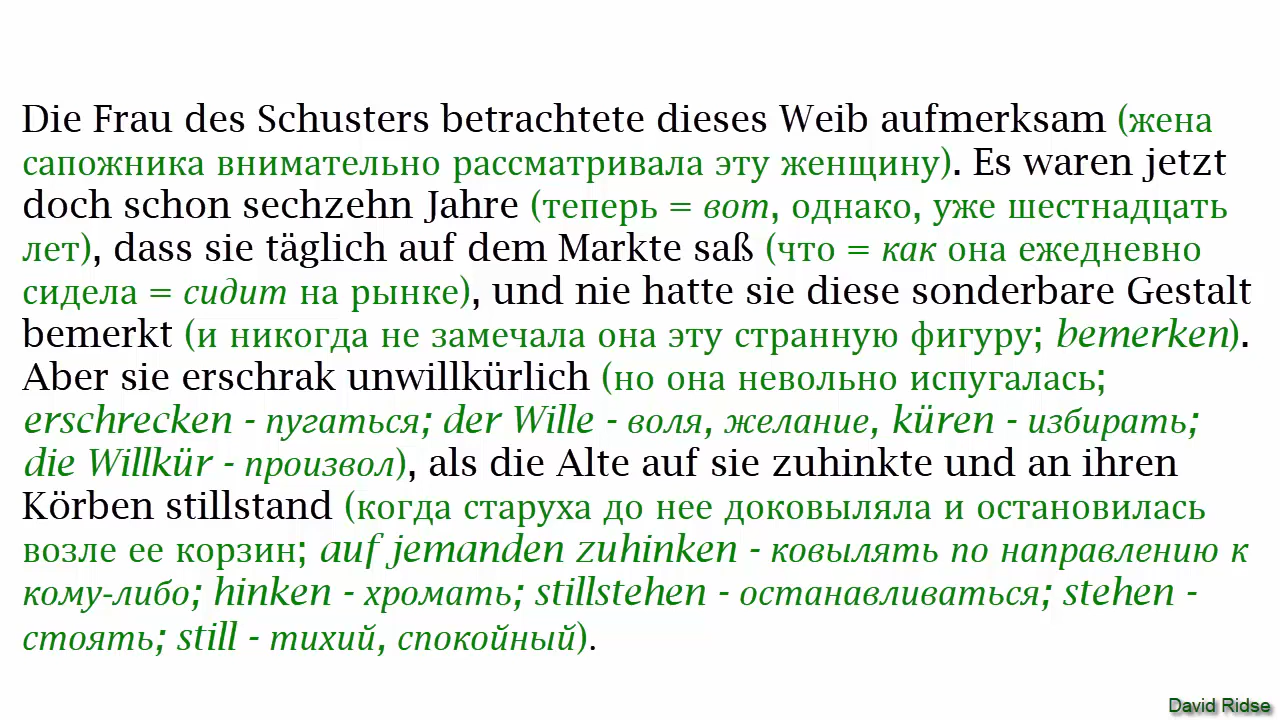 Die Frau des Schusters betrachtete dieses Weib aufmerksam (жена
сапожника внимательно рассматривала эту женщину). Es waren jetzt
doch schon sechzehn Jahre (теперь = вот, однако, уже шестнадцать
лет), dass sie täglich auf dem Markte saß (что = как она ежедневно
сидела = сидит на рынке), und nie hatte sie diese sonderbare Gestalt
bemerkt (и никогда не замечала она эту странную фигуру; bemerken).
Aber sie erschrak unwillkürlich (но она невольно испугалась;
erschrecken - пугаться; der Wille - воля, желание, küren - избирать;
die Willkür - произвол), als die Alte auf sie zuhinkte und an ihren
Körben stillstand (когда старуха до нее доковыляла и остановилась
возле ее корзин; auf jemanden zuhinken - ковылять по направлению к
кому-либо; hinken - хромать; stillstehen - останавливаться; stehen -
стоять; still - тихий, спокойный).
David Ridse